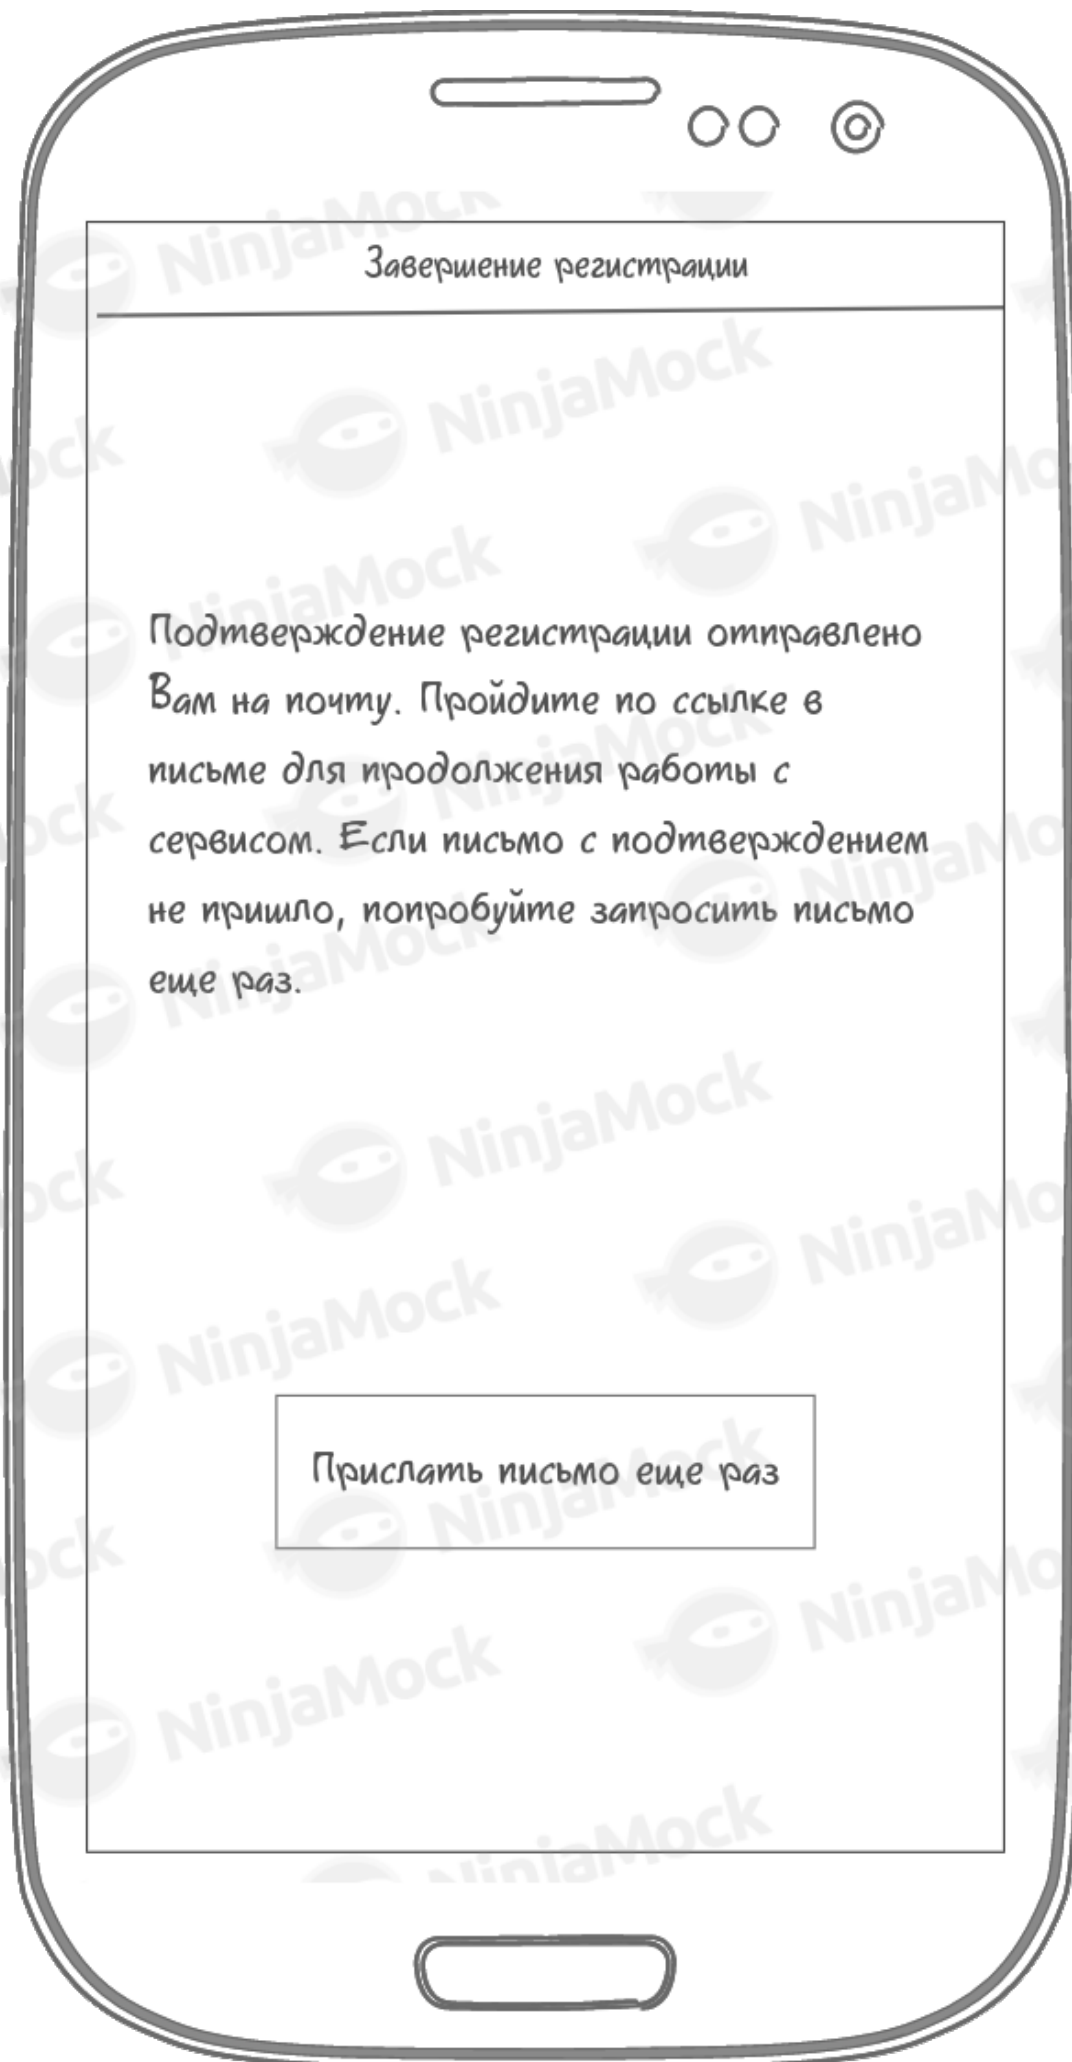 Завершение регистрации
Подтверждение регистрации отправлено
Вам на почту. Пройдите по ссылке в
письме для продолжения работы с
сервисом. Если письмо с подтверждением
не пришло, попробуйте запросить письмо
еще раз.
Прислать письмо еще раз
NinjaMock